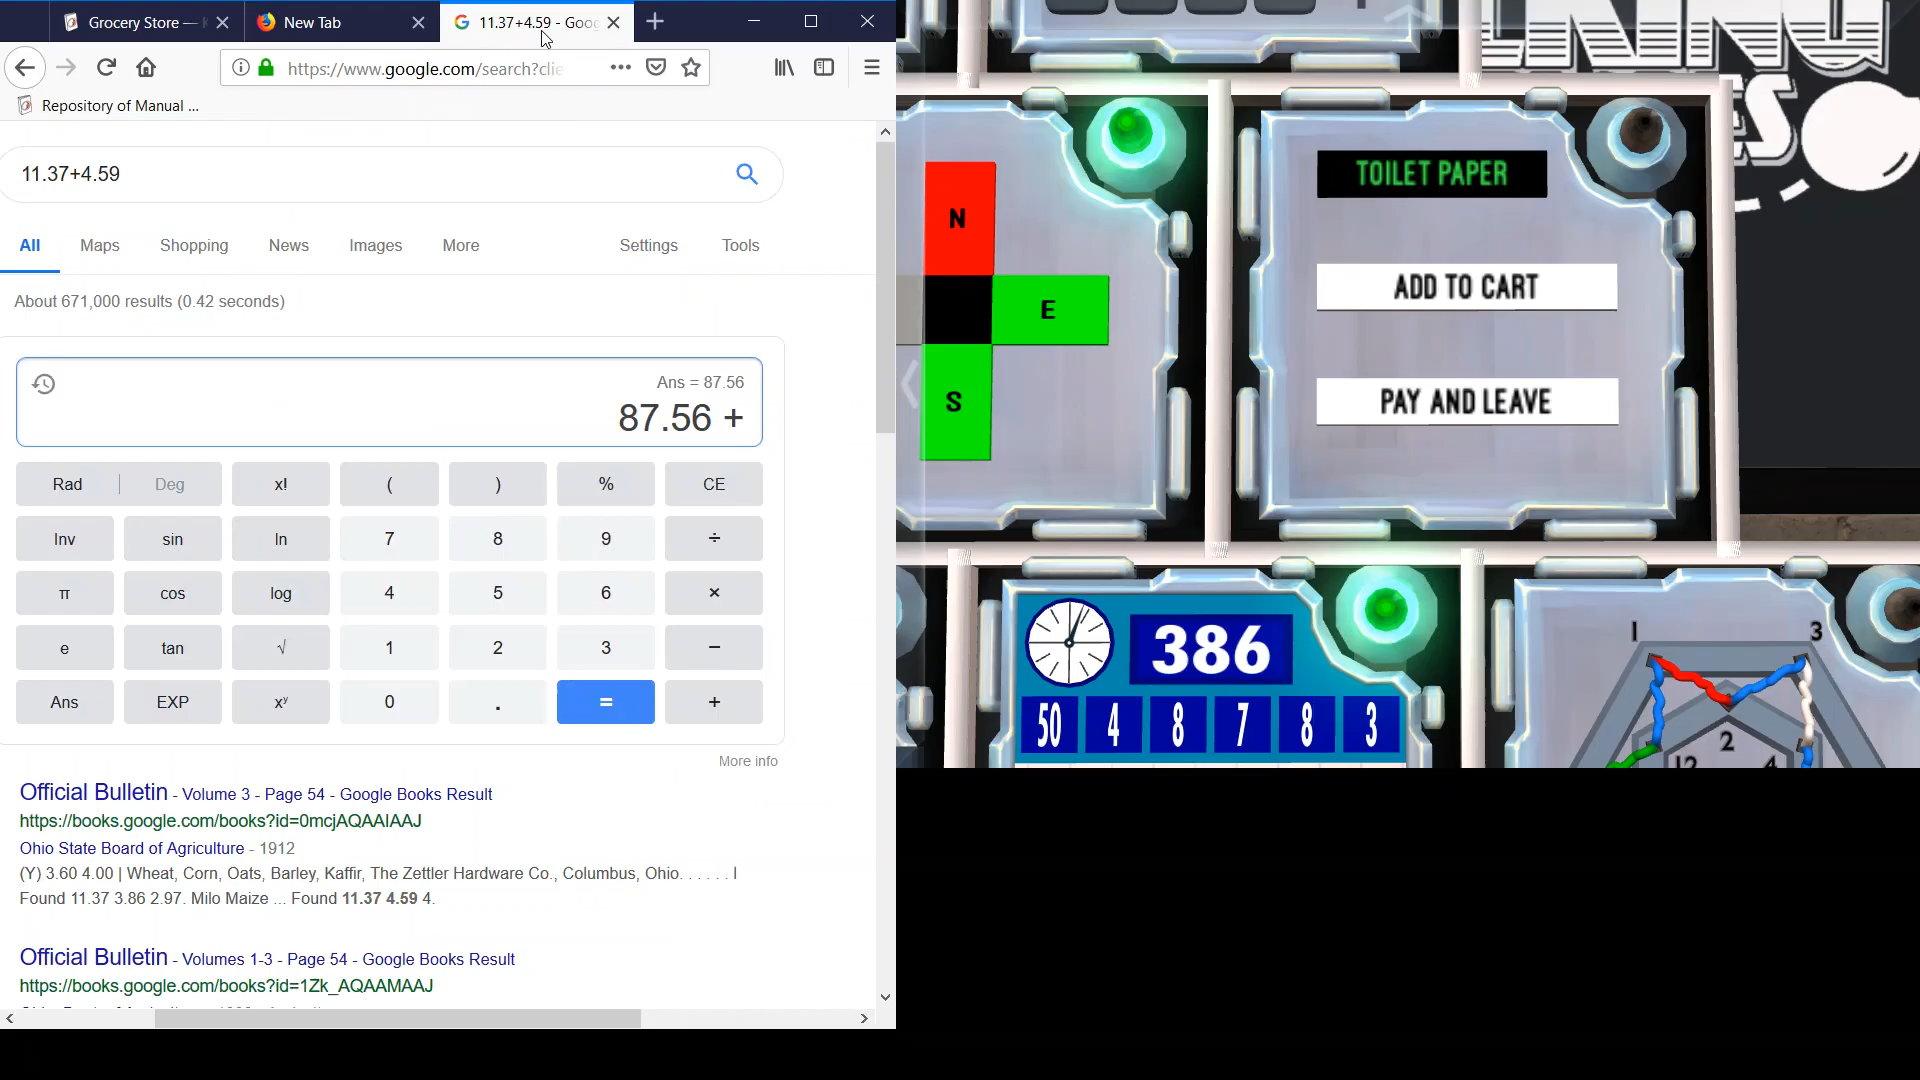 Grocery Store —
New Tab
11.37+4.59 - Goo
https://www.google.com/search?clie
Repository of Manual ...
11.37+4.59
All
Maps
Shopping
News
Images
More
Settings
Tools
About 671,000 results (0.42 seconds)
Ans = 87.56
87.56 +
Rad
Deg
x!
(
)
%
CE
Inv
sin
ln
7
8
9
÷
π
cos
log
4
5
6
×
e
tan
√
1
2
3
−
Ans
EXP
xʸ
0
.
=
+
More info
Official Bulletin - Volume 3 - Page 54 - Google Books Result
https://books.google.com/books?id=0mcjAQAAIAAJ
Ohio State Board of Agriculture - 1912
(Y) 3.60 4.00 | Wheat, Corn, Oats, Barley, Kaffir, The Zettler Hardware Co., Columbus, Ohio. . . . . . I
Found 11.37 3.86 2.97. Milo Maize ... Found 11.37 4.59 4.
Official Bulletin - Volumes 1-3 - Page 54 - Google Books Result
https://books.google.com/books?id=1Zk_AQAAMAAJ
N
E
S
TOILET PAPER
ADD TO CART
PAY AND LEAVE
386
50 4 8 7 8 3
1
3
2
12
4